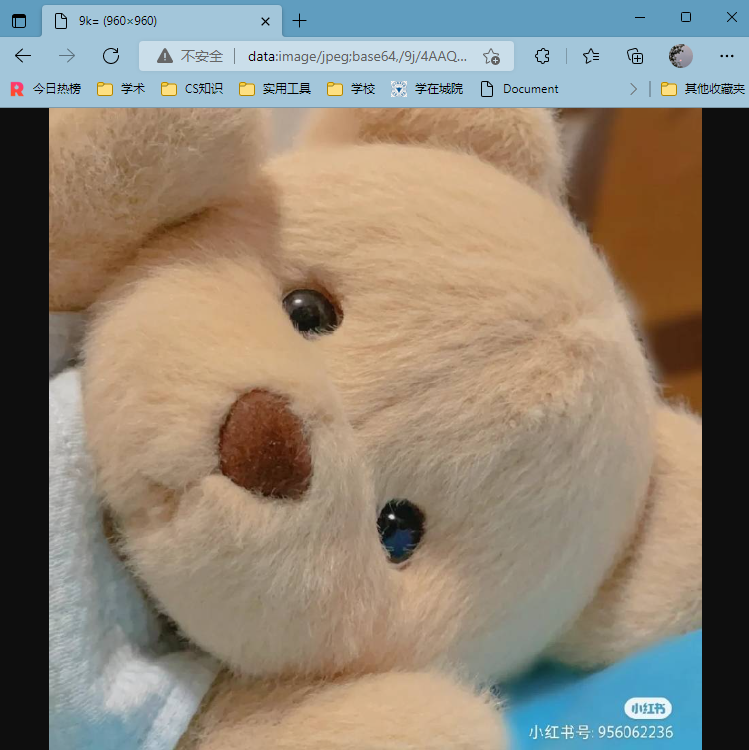 9k= (960×960)
不安全 data:image/jpeg;base64,/9j/4AAQ...
今日热榜 学术 CS知识 实用工具 学校 学在城院 Document 其他收藏夹
小红书
小红书号: 956062236